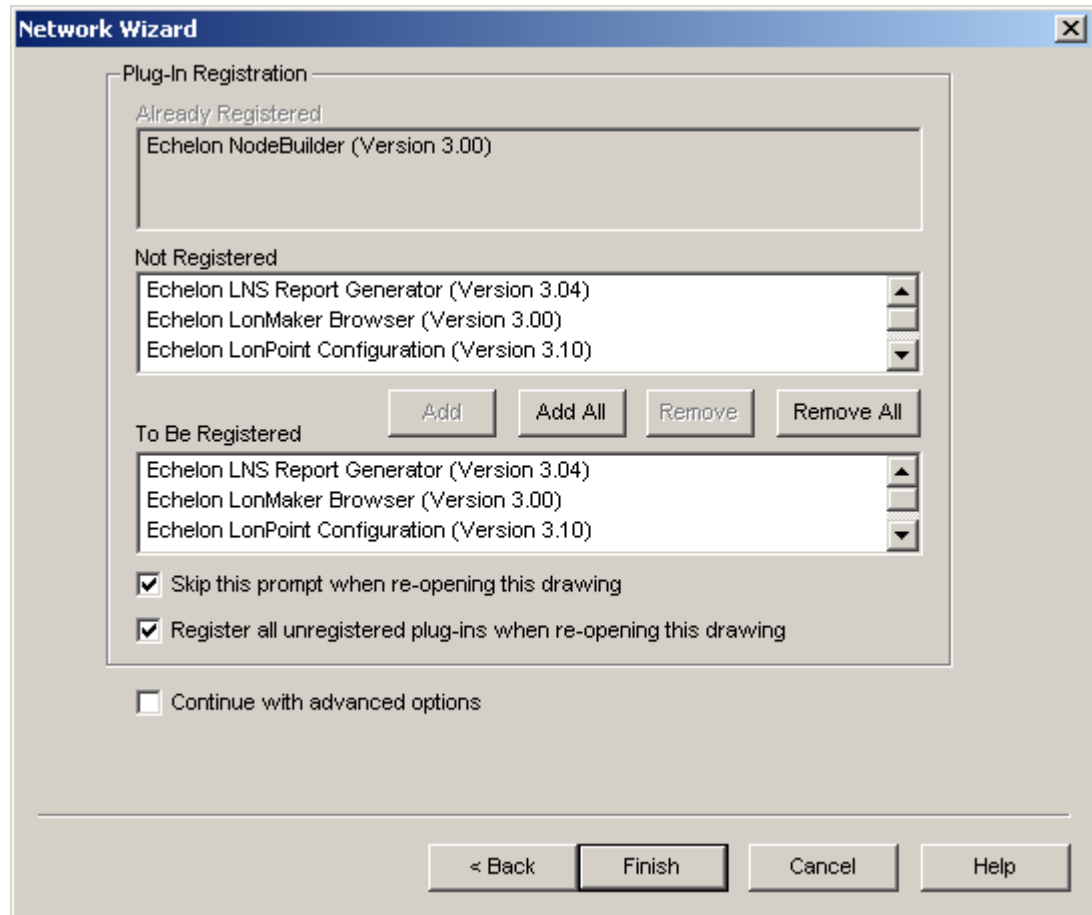 Network Wizard
Plug-In Registration
Already Registered
Echelon NodeBuilder (Version 3.00)
Not Registered
Echelon LNS Report Generator (Version 3.04)
Echelon LonMaker Browser (Version 3.00)
Echelon LonPoint Configuration (Version 3.10)
Add Add All Remove Remove All
To Be Registered
Echelon LNS Report Generator (Version 3.04)
Echelon LonMaker Browser (Version 3.00)
Echelon LonPoint Configuration (Version 3.10)
Skip this prompt when re-opening this drawing
Register all unregistered plug-ins when re-opening this drawing
Continue with advanced options
< Back Finish Cancel Help